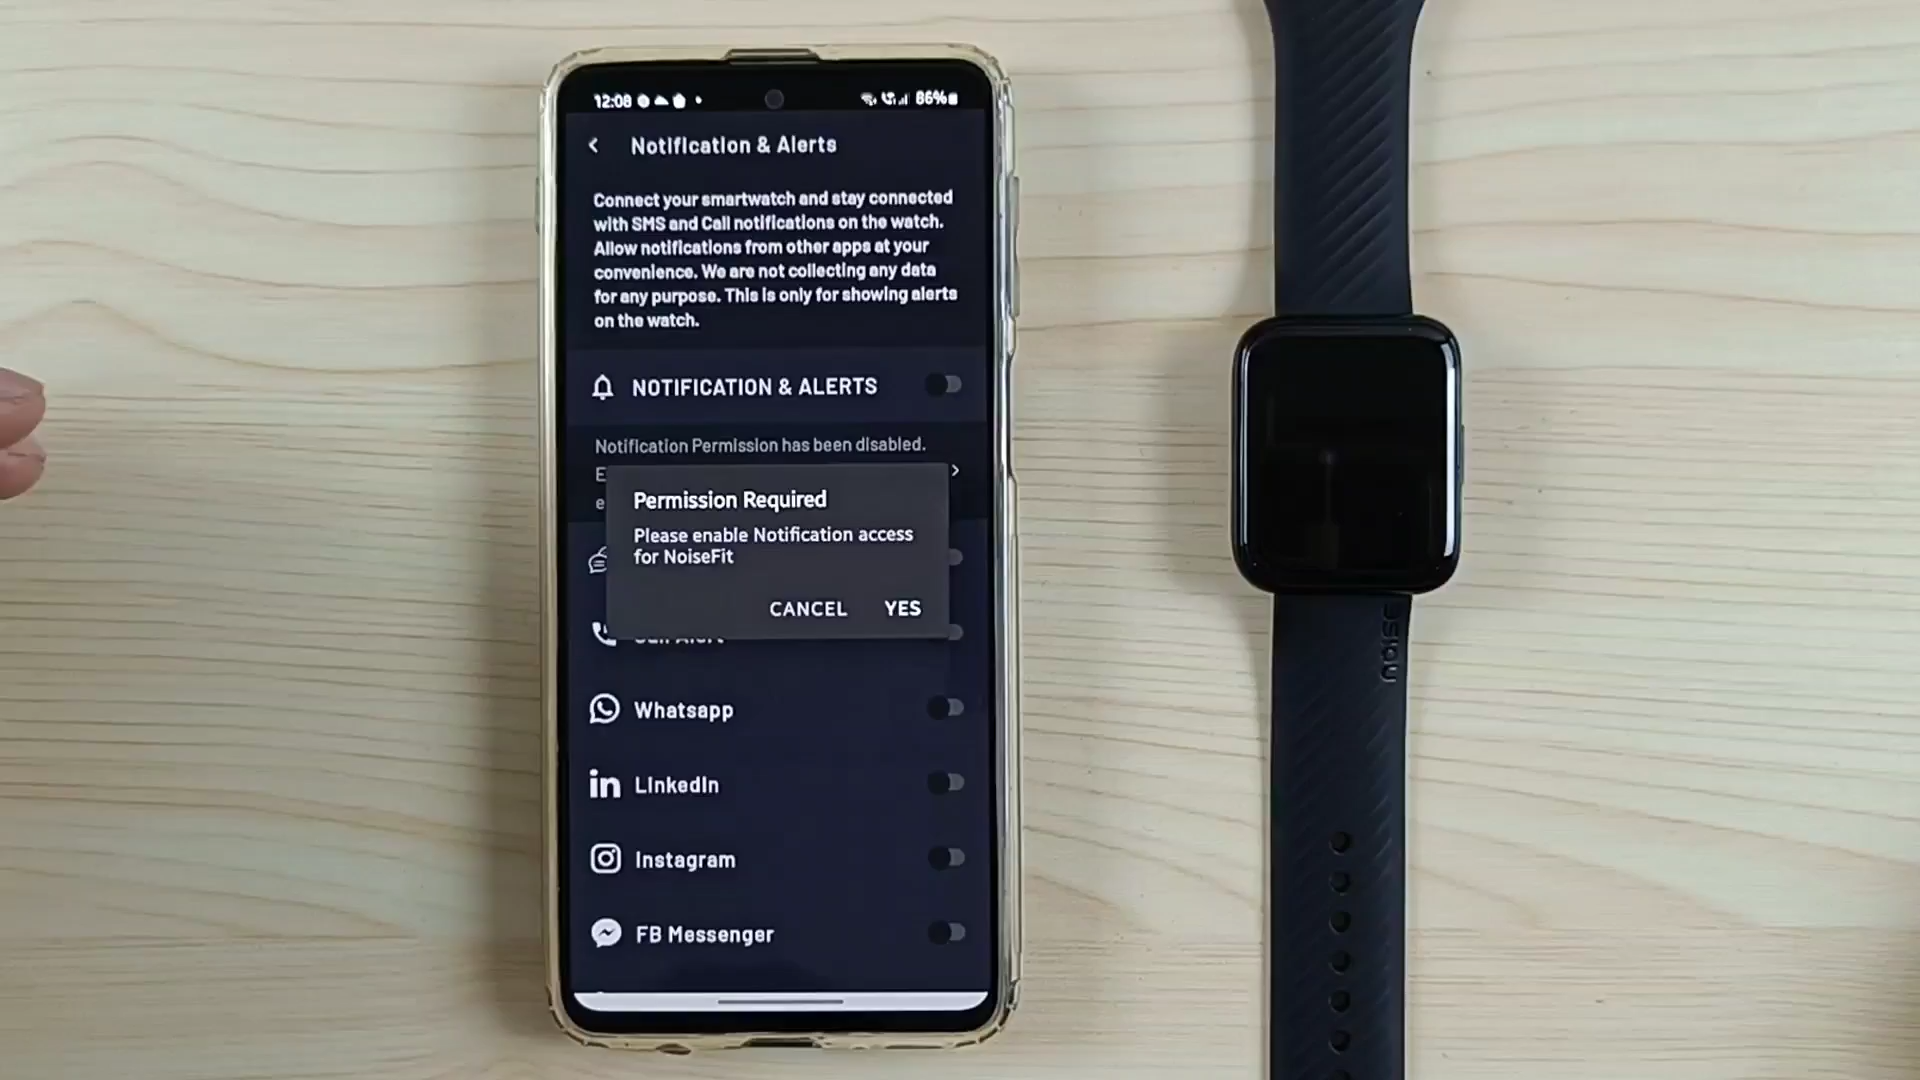 12:08
86%
Notification & Alerts
Connect your smartwatch and stay connected
with SMS and Call notifications on the watch.
Allow notifications from other apps at your
convenience. We are not collecting any data
for any purpose. This is only for showing alerts
on the watch.
NOTIFICATION & ALERTS
Notification Permission has been disabled.
E
e
Permission Required
Please enable Notification access
for NoiseFit
CANCEL YES
Call Alert
Whatsapp
LinkedIn
Instagram
FB Messenger
noise